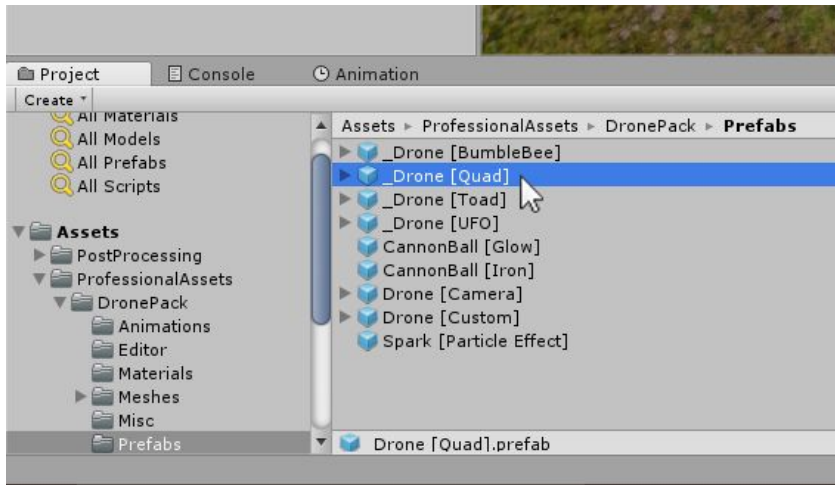 Project
Console
Animation
Create
All Materials
All Models
All Prefabs
All Scripts
Assets
PostProcessing
ProfessionalAssets
DronePack
Animations
Editor
Materials
Meshes
Misc
Prefabs
Assets ▸ ProfessionalAssets ▸ DronePack ▸ Prefabs
_Drone [BumbleBee]
_Drone [Quad]
_Drone [Toad]
_Drone [UFO]
CannonBall [Glow]
CannonBall [Iron]
Drone [Camera]
Drone [Custom]
Spark [Particle Effect]
Drone [Quad].prefab